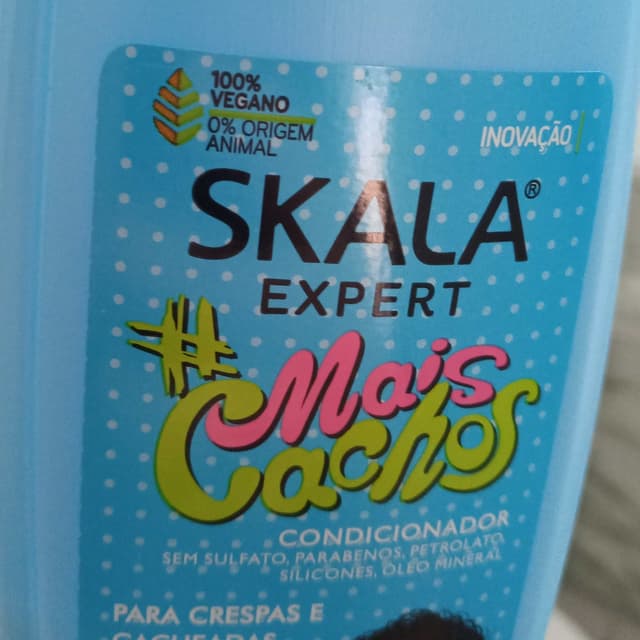 100%
VEGANO
0% ORIGEM
ANIMAL
INOVAÇÃO
SKALA®
EXPERT
#Mais
Cachos
CONDICIONADOR
SEM SULFATO, PARABENOS, PETROLATO,
SILICONES, ÓLEO MINERAL
PARA CRESPAS E
CACHEADAS